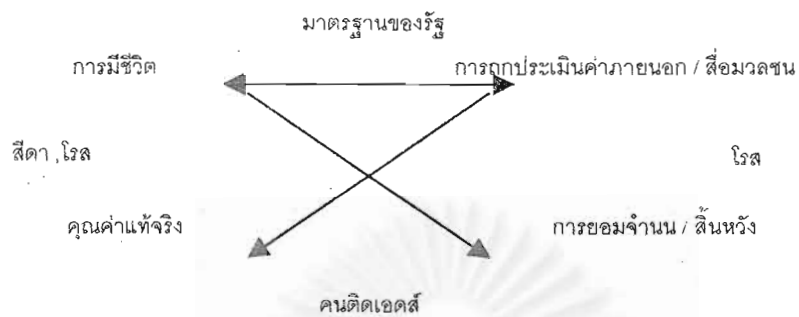 มาตรฐานของรัฐ
การมีชีวิต การถูกประเมินค่าภายนอก / สื่อมวลชน
สีดา ,โรส โรส
คุณค่าแท้จริง การยอมจำนน / สิ้นหวัง
คนติดเอดส์